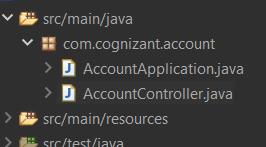 src/main/java
com.cognizant.account
AccountApplication.java
AccountController.java
src/main/resources
src/test/java